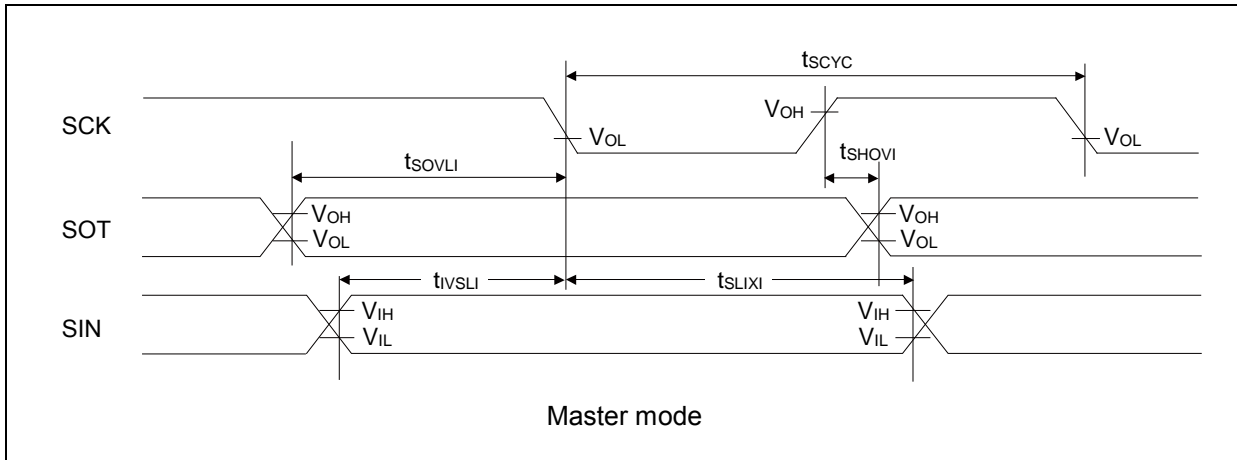 tSCYC
SCK
VOH
VOL
VOL
tSHOVI
tSOVLI
SOT
VOH
VOL
VOH
VOL
tIVSLI
tSLIXI
SIN
VIH
VIL
VIH
VIL
Master mode